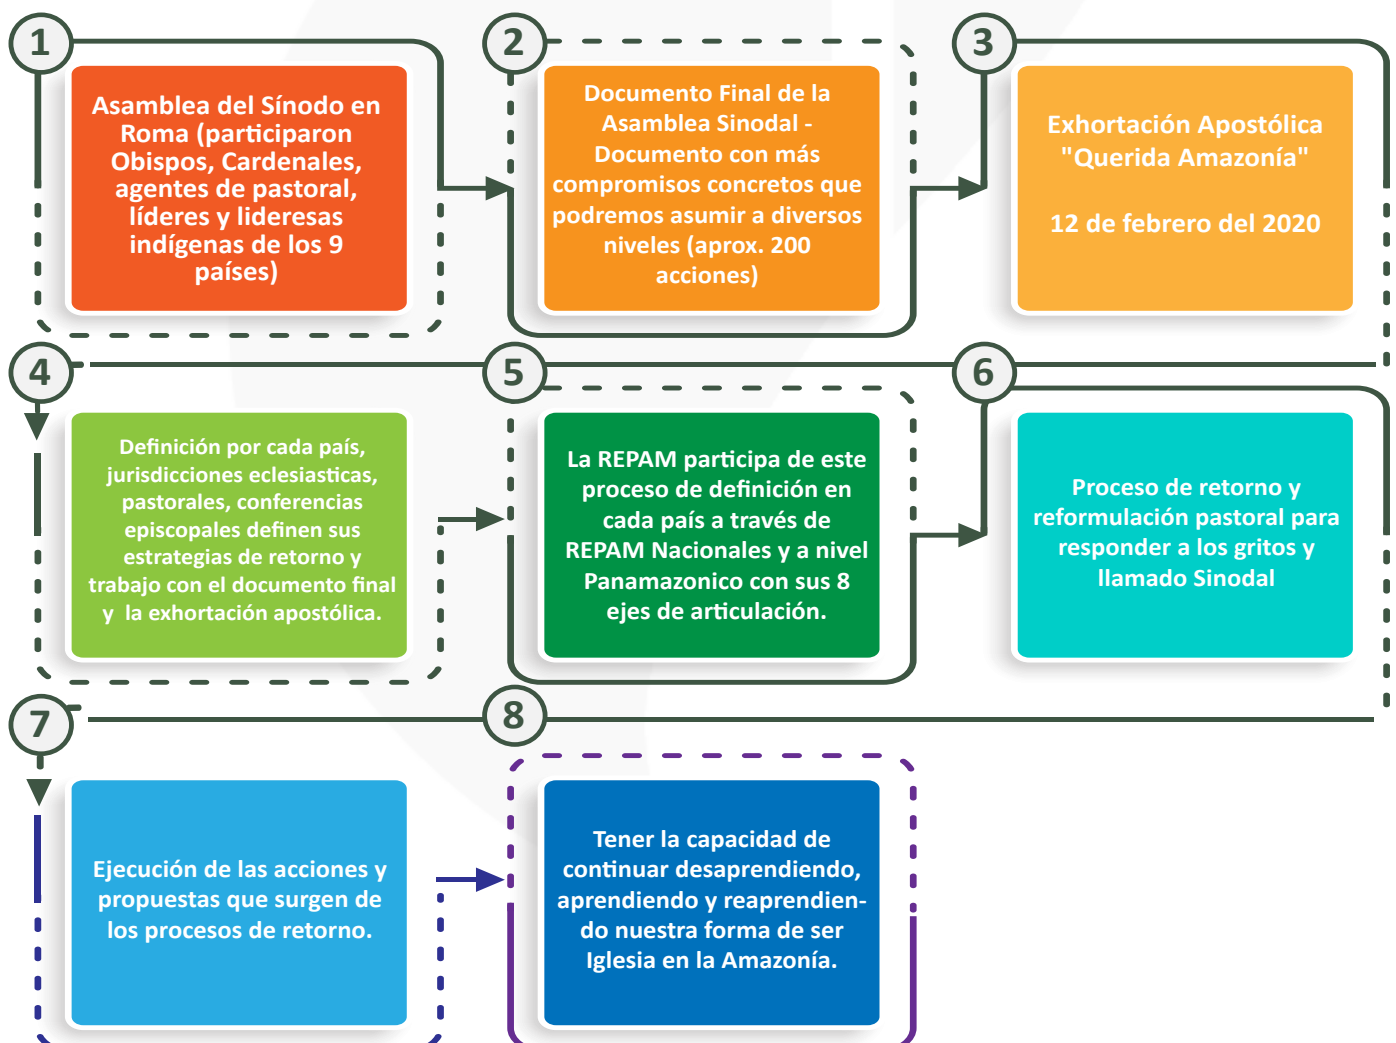 1
Asamblea del Sínodo en
Roma (participaron
Obispos, Cardenales,
agentes de pastoral,
líderes y lideresas
indígenas de los 9
países)
2
Documento Final de la
Asamblea Sinodal -
Documento con más
compromisos concretos que
podremos asumir a diversos
niveles (aprox. 200
acciones)
3
Exhortación Apostólica
"Querida Amazonía"
12 de febrero del 2020
4
Definición por cada país,
jurisdicciones eclesiasticas,
pastorales, conferencias
episcopales definen sus
estrategias de retorno y
trabajo con el documento final
y la exhortación apostólica.
5
La REPAM participa de este
proceso de definición en
cada país a través de
REPAM Nacionales y a nivel
Panamazonico con sus 8
ejes de articulación.
6
Proceso de retorno y
reformulación pastoral para
responder a los gritos y
llamado Sinodal
7
Ejecución de las acciones y
propuestas que surgen de
los procesos de retorno.
8
Tener la capacidad de
continuar desaprendiendo,
aprendiendo y reaprendien-
do nuestra forma de ser
Iglesia en la Amazonía.